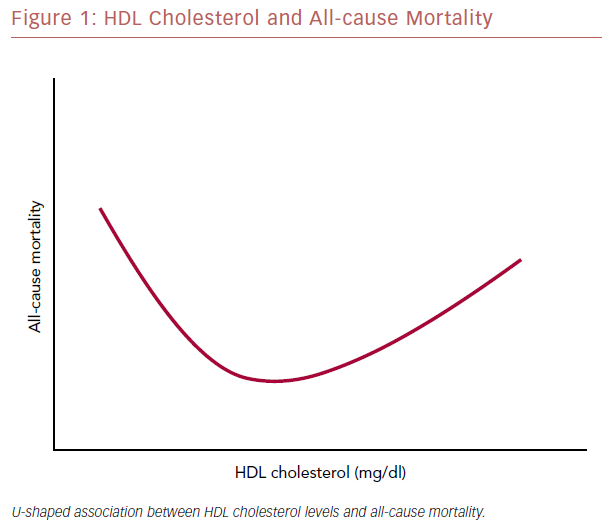 Figure 1: HDL Cholesterol and All-cause Mortality
All-cause mortality
HDL cholesterol (mg/dl)
U-shaped association between HDL cholesterol levels and all-cause mortality.